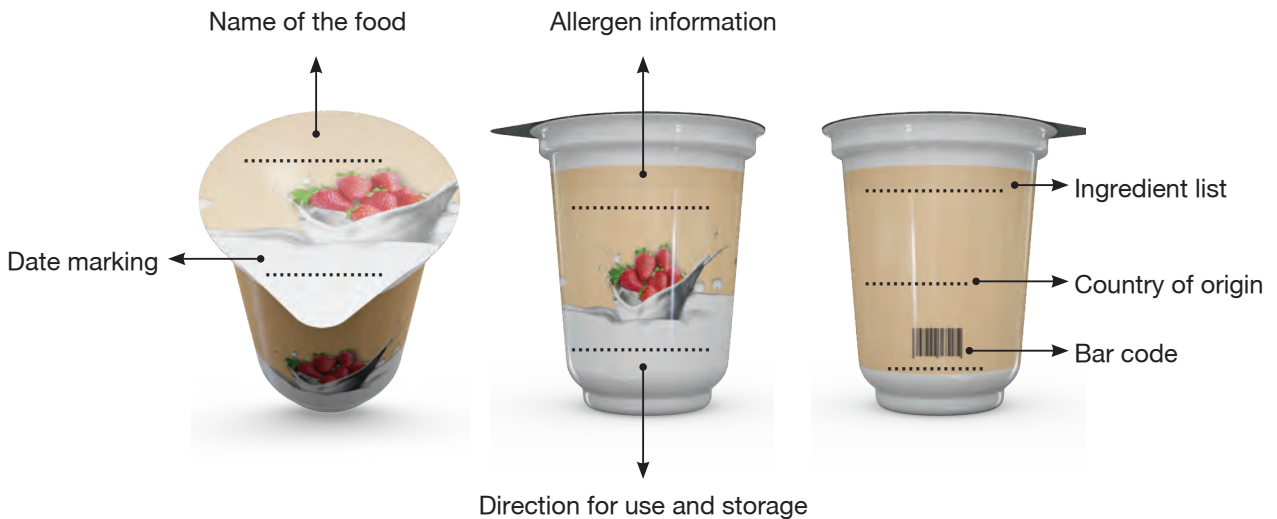 Name of the food
Allergen information
Ingredient list
Date marking
Country of origin
Bar code
Direction for use and storage